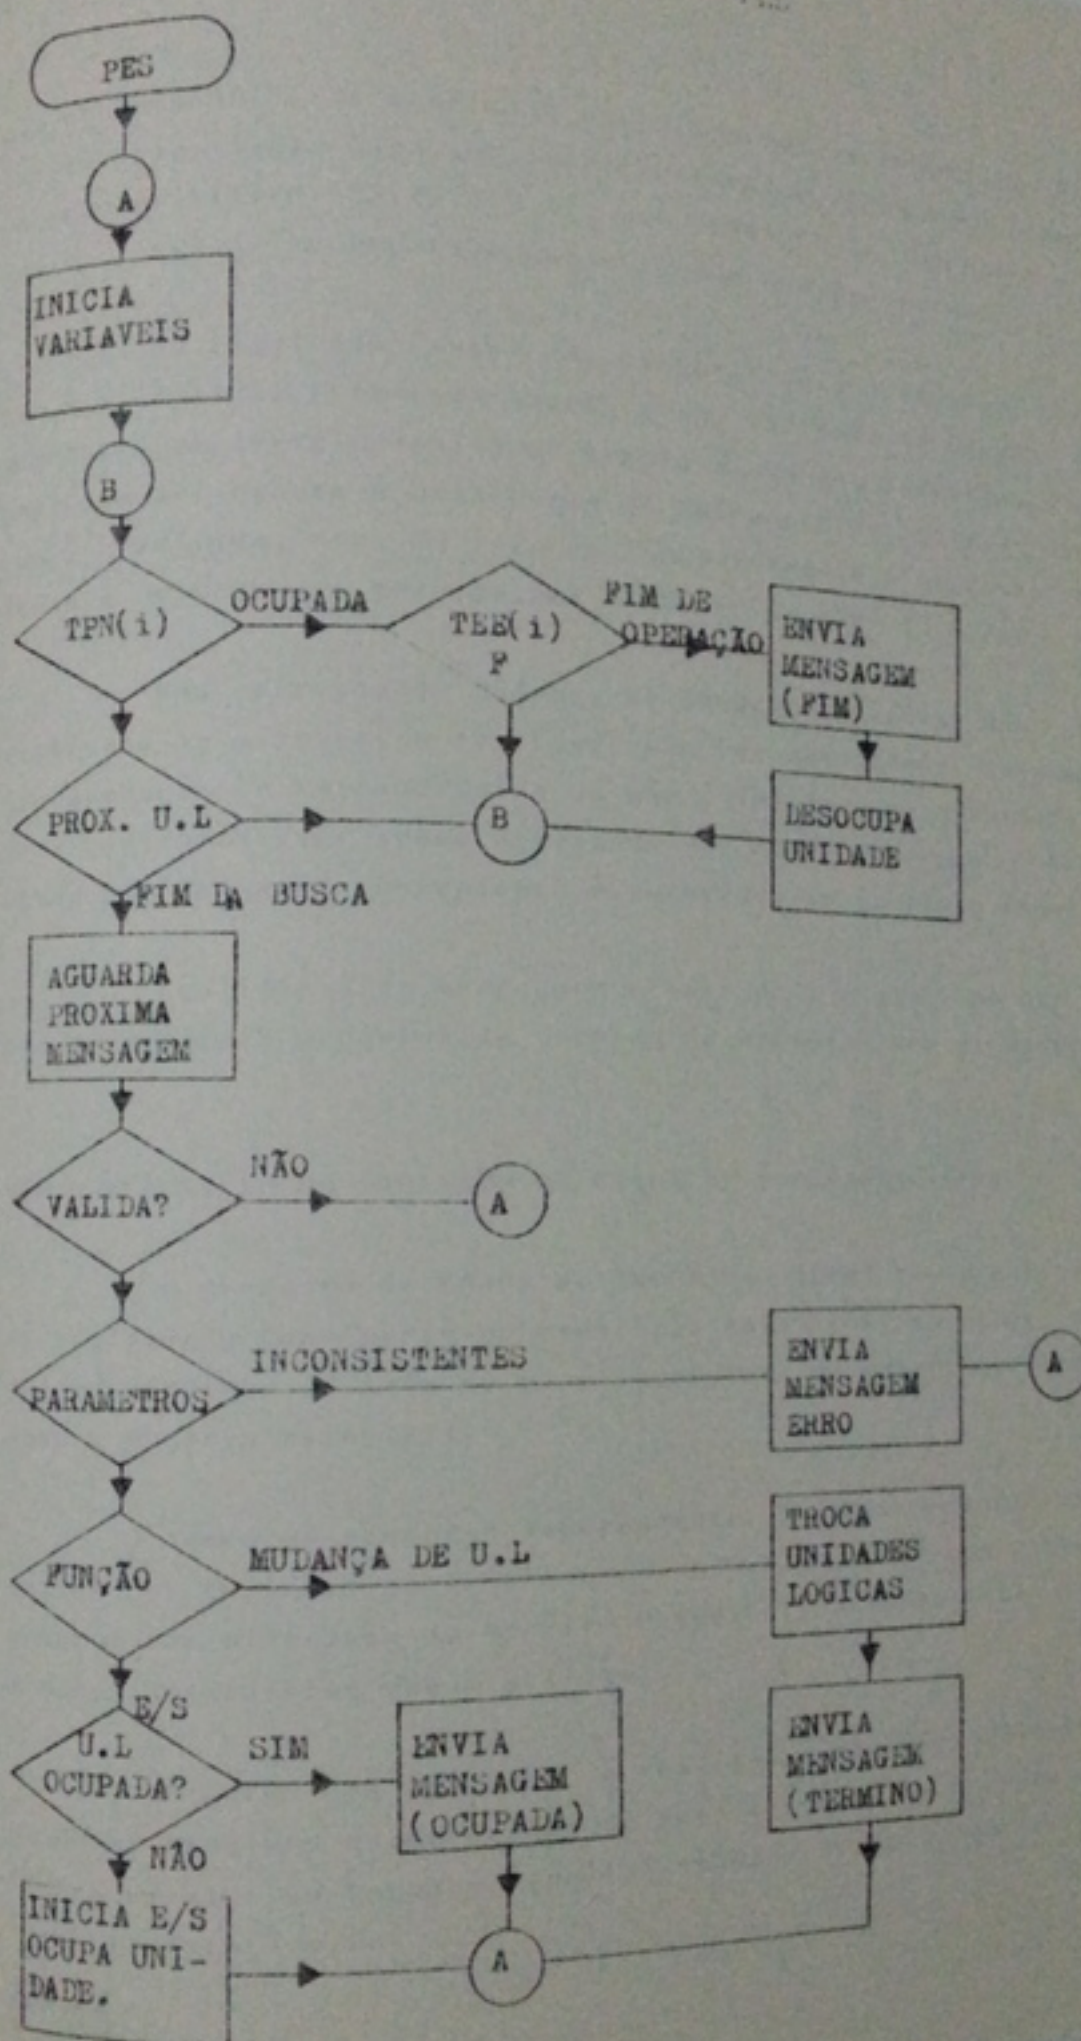 PES
A
INICIA
VARIAVEIS
B
TPN(i)
OCUPADA
TEE(i)
F
FIM DE
OPERAÇÃO
ENVIA
MENSAGEM
(FIM)
PROX. U.L
B
DESOCUPA
UNIDADE
FIM DA BUSCA
AGUARDA
PROXIMA
MENSAGEM
VALIDA?
NÃO
A
PARAMETROS
INCONSISTENTES
ENVIA
MENSAGEM
ERRO
A
FUNÇÃO
MUDANÇA DE U.L
TROCA
UNIDADES
LOGICAS
E/S
U.L
OCUPADA?
SIM
ENVIA
MENSAGEM
(OCUPADA)
ENVIA
MENSAGEM
(TERMINO)
NÃO
INICIA E/S
OCUPA UNI-
DADE.
A